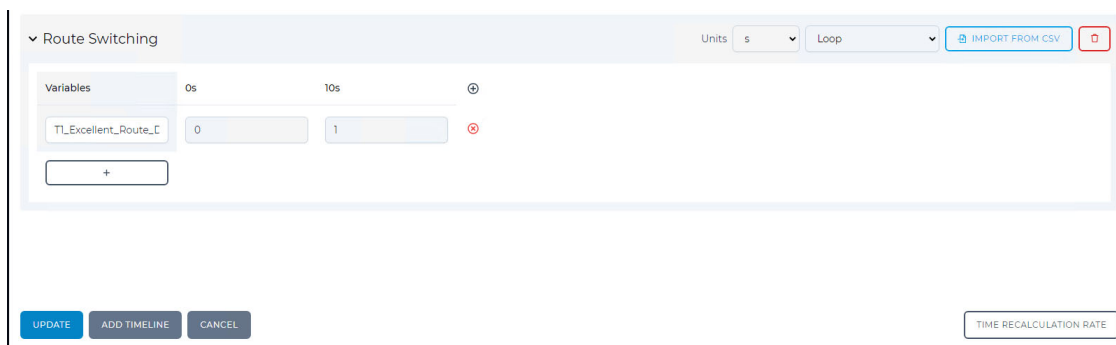 Route Switching Units s Loop IMPORT FROM CSV
Variables 0s 10s
T1_Excellent_Route_D 0 1
+
UPDATE ADD TIMELINE CANCEL TIME RECALCULATION RATE